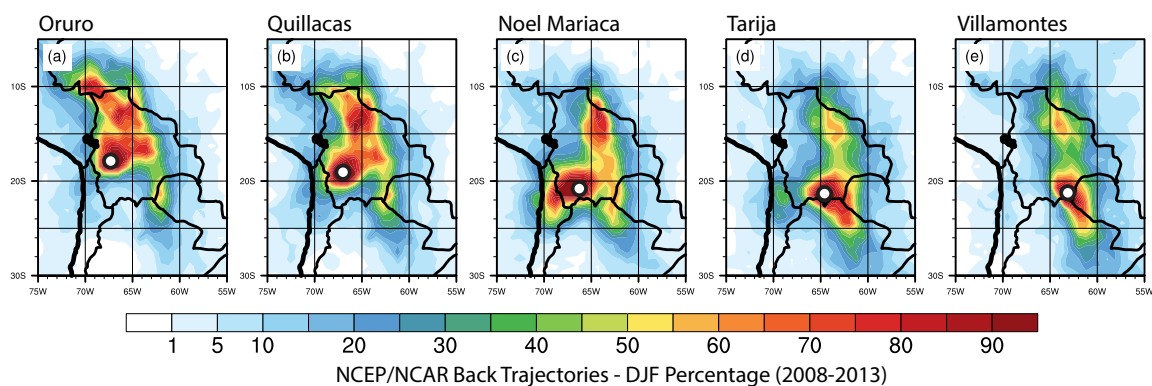 Oruro Quillacas Noel Mariaca Tarija Villamontes
(a) (b) (c) (d) (e)
10S 10S 10S 10S 10S
20S 20S 20S 20S 20S
30S 30S 30S 30S 30S
75W 70W 65W 60W 55W 75W 70W 65W 60W 55W 75W 70W 65W 60W 55W 75W 70W 65W 60W 55W 75W 70W 65W 60W 55W
1 5 10 20 30 40 50 60 70 80 90
NCEP/NCAR Back Trajectories - DJF Percentage (2008-2013)